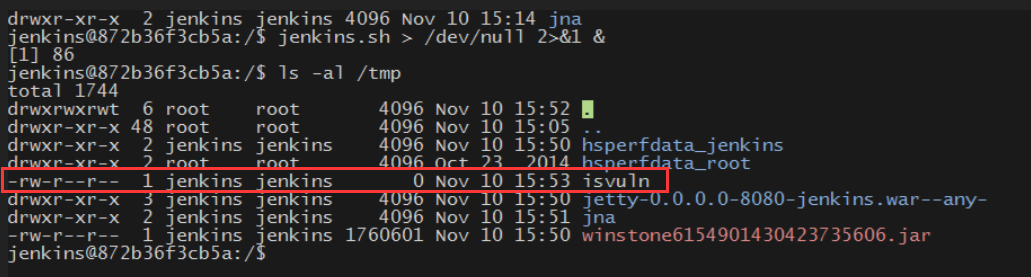 drwxr-xr-x  2 jenkins jenkins 4096 Nov 10 15:14 jna
jenkins@872b36f3cb5a:/$ jenkins.sh > /dev/null 2>&1 &
[1] 86
jenkins@872b36f3cb5a:/$ ls -al /tmp
total 1744
drwxrwxrwt  6 root    root       4096 Nov 10 15:52 .
drwxr-xr-x 48 root    root       4096 Nov 10 15:05 ..
drwxr-xr-x  2 jenkins jenkins    4096 Nov 10 15:50 hsperfdata_jenkins
drwxr-xr-x  2 root    root       4096 Oct 23  2014 hsperfdata_root
-rw-r--r--  1 jenkins jenkins       0 Nov 10 15:53 isvuln
drwxr-xr-x  3 jenkins jenkins    4096 Nov 10 15:50 jetty-0.0.0.0-8080-jenkins.war--any-
drwxr-xr-x  2 jenkins jenkins    4096 Nov 10 15:51 jna
-rw-r--r--  1 jenkins jenkins 1760601 Nov 10 15:50 winstone6154901430423735606.jar
jenkins@872b36f3cb5a:/$